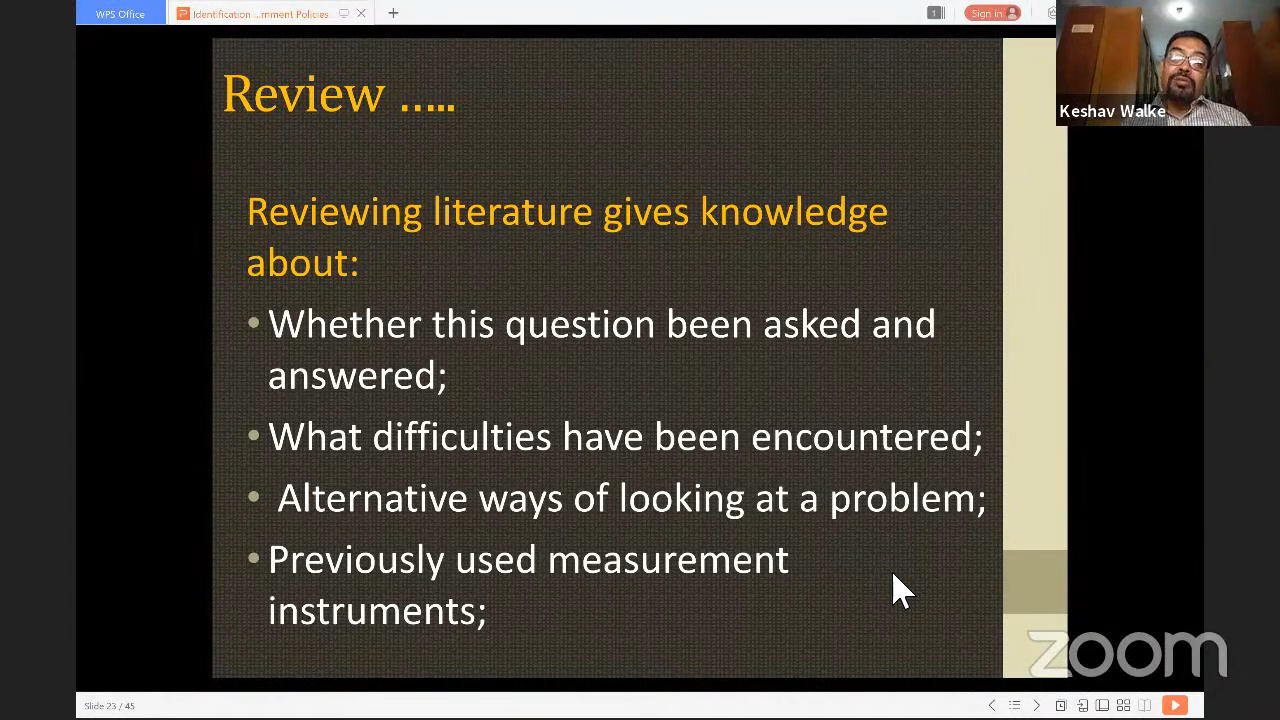 WPS Office
Identification ...rnment Policies
1
Sign in
Keshav Walke
Review .....
Reviewing literature gives knowledge
about:
• Whether this question been asked and
answered;
• What difficulties have been encountered;
• Alternative ways of looking at a problem;
• Previously used measurement
instruments;
zoom
Slide 23 / 45